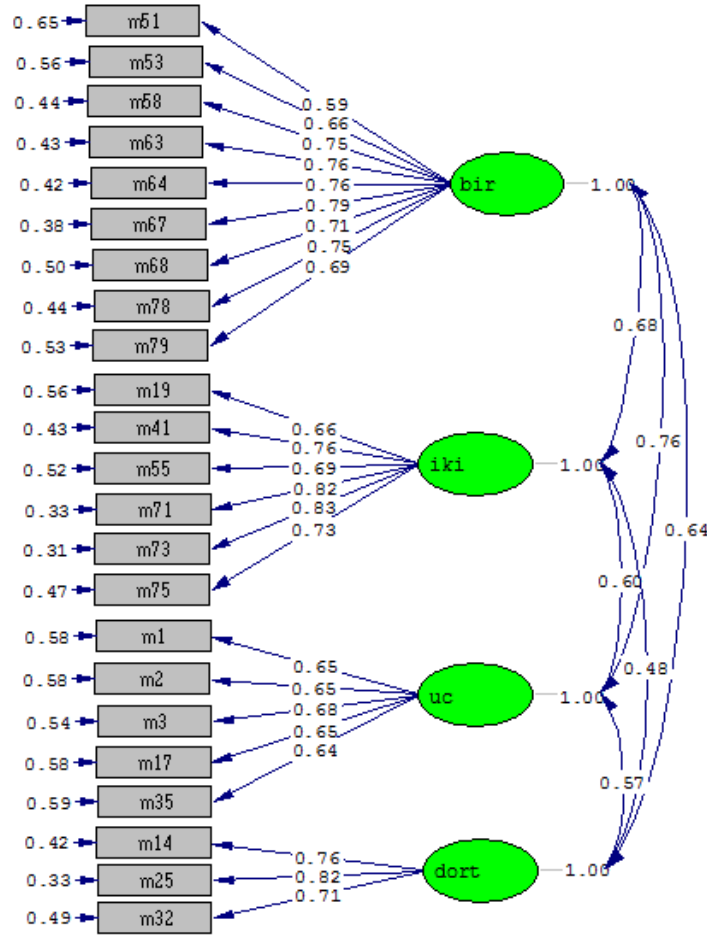 0.65 m51
0.56 m53
0.44 m58
0.43 m63
0.42 m64
0.38 m67
0.50 m68
0.44 m78
0.53 m79
0.59
0.66
0.75
0.76
0.76
0.79
0.71
0.75
0.69
bir 1.00
0.56 m19
0.43 m41
0.52 m55
0.33 m71
0.31 m73
0.47 m75
0.66
0.76
0.69
0.82
0.83
0.73
iki 1.00
0.58 m1
0.58 m2
0.54 m3
0.58 m17
0.59 m35
0.65
0.65
0.68
0.65
0.64
uc 1.00
0.42 m14
0.33 m25
0.49 m32
0.76
0.82
0.71
dort 1.00
0.68
0.76
0.64
0.60
0.48
0.57